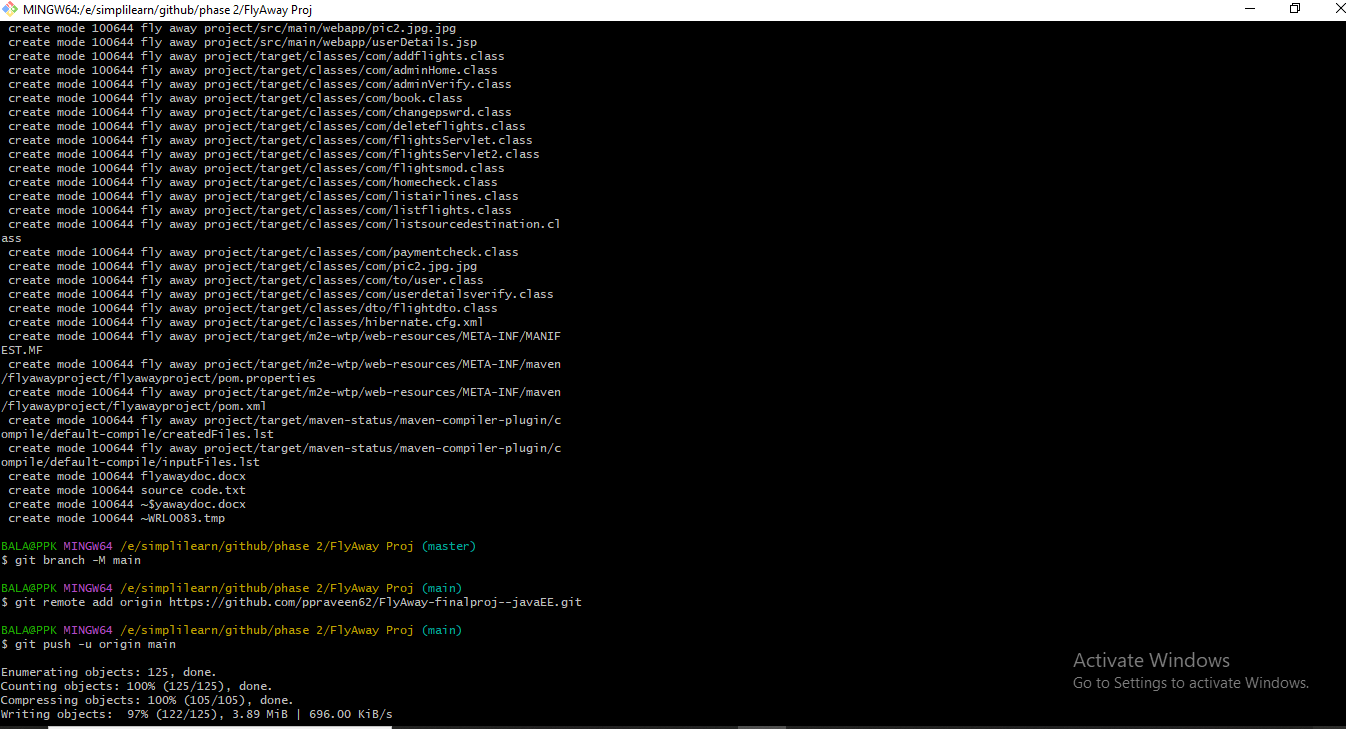 MINGW64:/e/simplilearn/github/phase 2/FlyAway Proj
create mode 100644 fly away project/src/main/webapp/pic2.jpg.jpg
create mode 100644 fly away project/src/main/webapp/userDetails.jsp
create mode 100644 fly away project/target/classes/com/addflights.class
create mode 100644 fly away project/target/classes/com/adminHome.class
create mode 100644 fly away project/target/classes/com/adminVerify.class
create mode 100644 fly away project/target/classes/com/book.class
create mode 100644 fly away project/target/classes/com/changepswrd.class
create mode 100644 fly away project/target/classes/com/deleteflights.class
create mode 100644 fly away project/target/classes/com/flightsServlet.class
create mode 100644 fly away project/target/classes/com/flightsServlet2.class
create mode 100644 fly away project/target/classes/com/flightsmod.class
create mode 100644 fly away project/target/classes/com/homecheck.class
create mode 100644 fly away project/target/classes/com/listairlines.class
create mode 100644 fly away project/target/classes/com/listflights.class
create mode 100644 fly away project/target/classes/com/listsourcedestination.cl
ass
create mode 100644 fly away project/target/classes/com/paymentcheck.class
create mode 100644 fly away project/target/classes/com/pic2.jpg.jpg
create mode 100644 fly away project/target/classes/com/to/user.class
create mode 100644 fly away project/target/classes/com/userdetailsverify.class
create mode 100644 fly away project/target/classes/dto/flightdto.class
create mode 100644 fly away project/target/classes/hibernate.cfg.xml
create mode 100644 fly away project/target/m2e-wtp/web-resources/META-INF/MANIF
EST.MF
create mode 100644 fly away project/target/m2e-wtp/web-resources/META-INF/maven
/flyawayproject/flyawayproject/pom.properties
create mode 100644 fly away project/target/m2e-wtp/web-resources/META-INF/maven
/flyawayproject/flyawayproject/pom.xml
create mode 100644 fly away project/target/maven-status/maven-compiler-plugin/c
ompile/default-compile/createdFiles.lst
create mode 100644 fly away project/target/maven-status/maven-compiler-plugin/c
ompile/default-compile/inputFiles.lst
create mode 100644 flyawaydoc.docx
create mode 100644 source code.txt
create mode 100644 ~$yawaydoc.docx
create mode 100644 ~WRL0083.tmp
BALA@PPK MINGW64 /e/simplilearn/github/phase 2/FlyAway Proj (master)
$ git branch -M main
BALA@PPK MINGW64 /e/simplilearn/github/phase 2/FlyAway Proj (main)
$ git remote add origin https://github.com/ppraveen62/FlyAway-finalproj--javaEE.git
BALA@PPK MINGW64 /e/simplilearn/github/phase 2/FlyAway Proj (main)
$ git push -u origin main
Enumerating objects: 125, done.
Counting objects: 100% (125/125), done.
Compressing objects: 100% (105/105), done.
Writing objects:  97% (122/125), 3.89 MiB | 696.00 KiB/s
Activate Windows
Go to Settings to activate Windows.